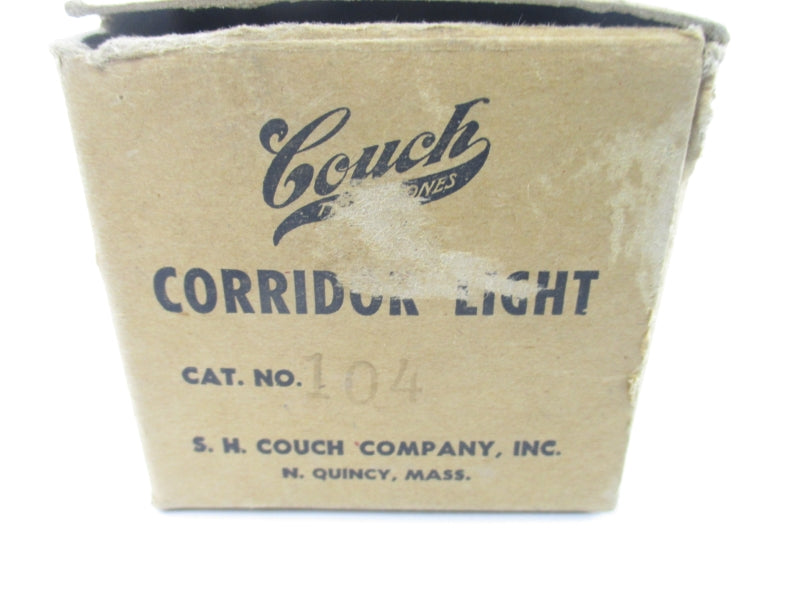 Couch
CORRIDOR LIGHT
CAT. NO. 104
S. H. COUCH COMPANY, INC.
N. QUINCY, MASS.